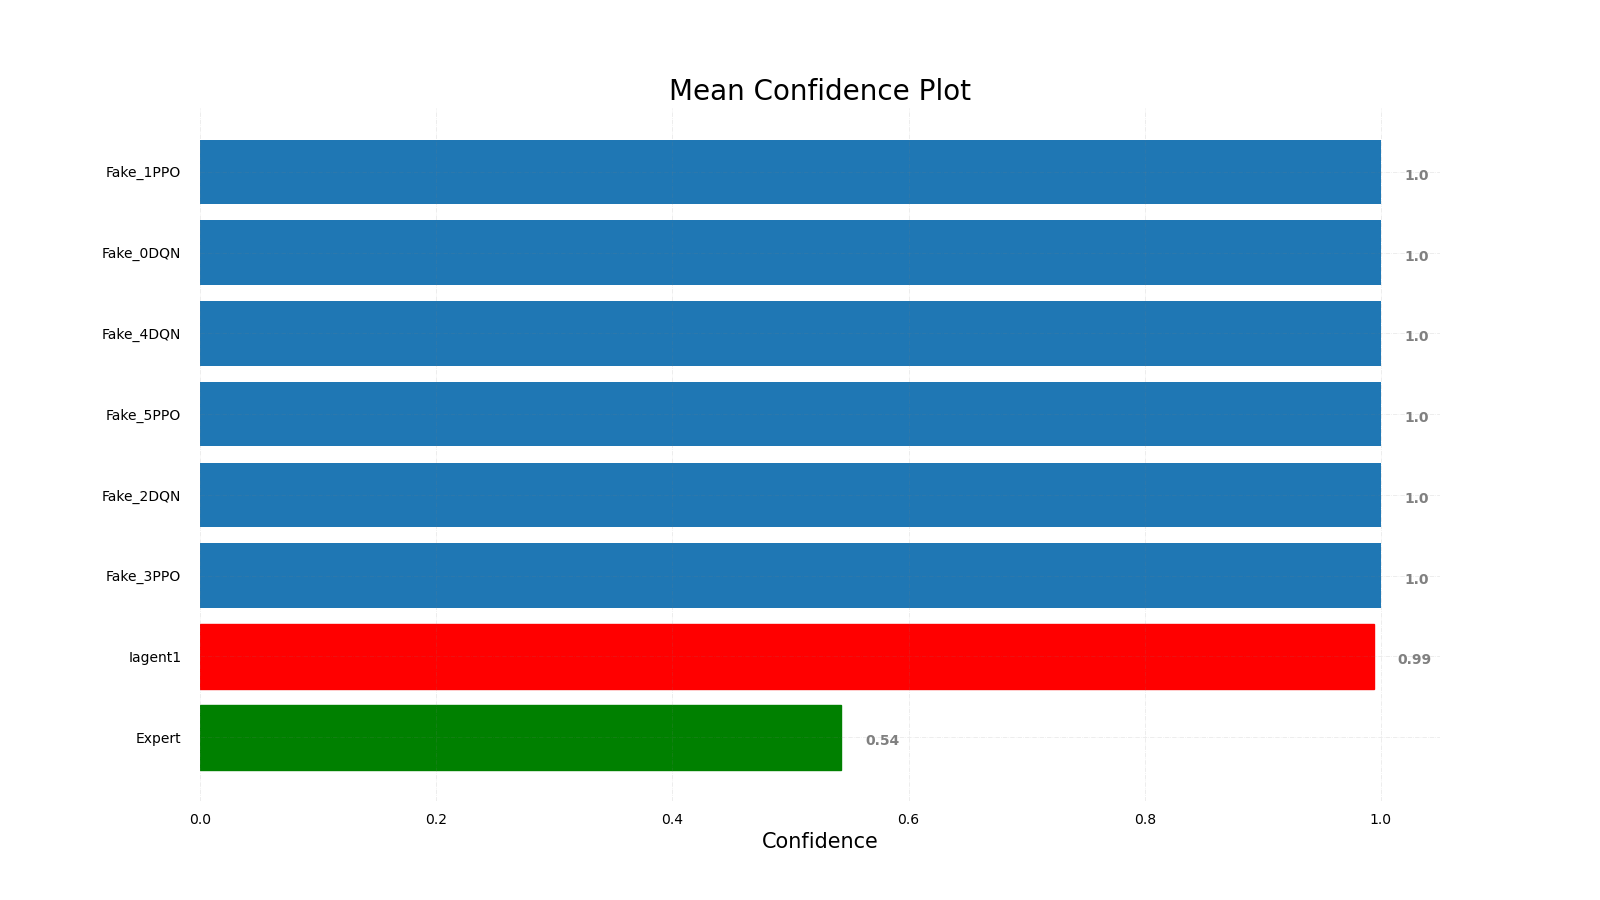 Mean Confidence Plot
Fake_1PPO 1.0
Fake_0DQN 1.0
Fake_4DQN 1.0
Fake_5PPO 1.0
Fake_2DQN 1.0
Fake_3PPO 1.0
Iagent1 0.99
Expert 0.54
0.0 0.2 0.4 0.6 0.8 1.0
Confidence